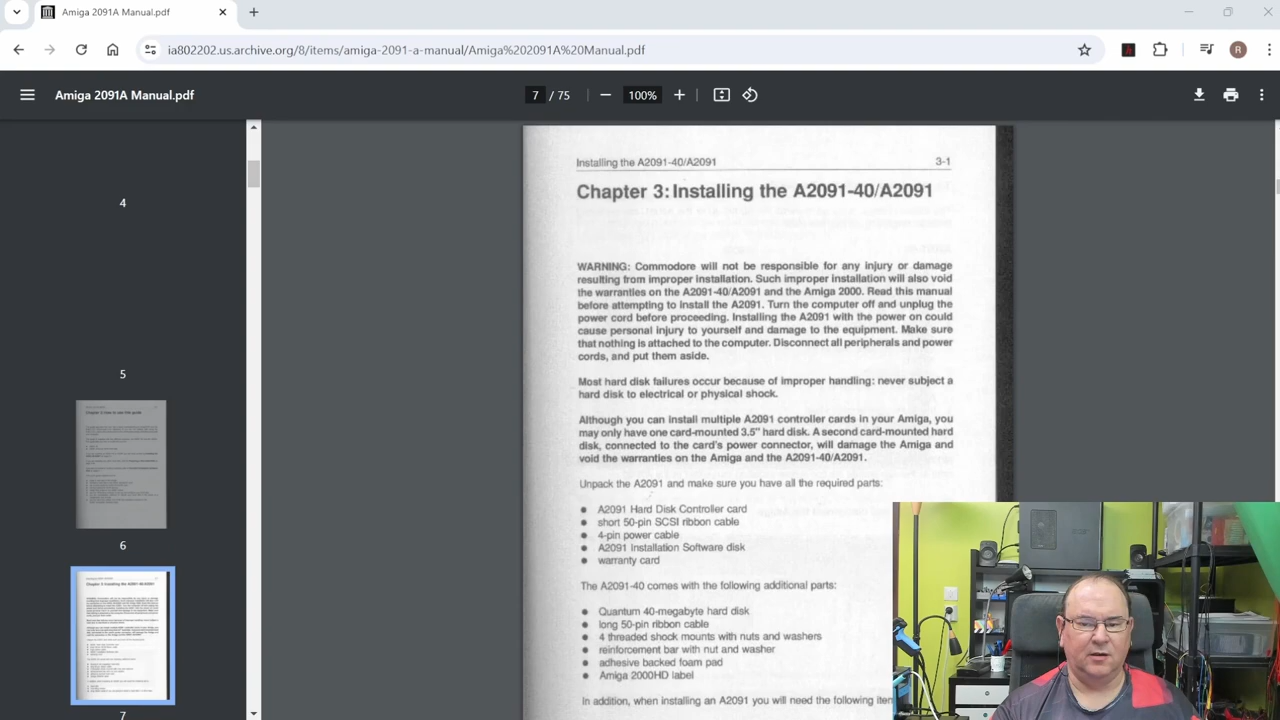 Amiga 2091A Manual.pdf
ia802202.us.archive.org/8/items/amiga-2091-a-manual/Amiga%202091A%20Manual.pdf
R
Amiga 2091A Manual.pdf
7 / 75
100%
4
5
6
7
Installing the A2091-40/A2091 3-1
Chapter 3: Installing the A2091-40/A2091
WARNING: Commodore will not be responsible for any injury or damage
resulting from improper installation. Such improper installation will also void
the warranties on the A2091-40/A2091 and the Amiga 2000. Read this manual
before attempting to install the A2091. Turn the computer off and unplug the
power cord before proceeding. Installing the A2091 with the power on could
cause personal injury to yourself and damage to the equipment. Make sure
that nothing is attached to the computer. Disconnect all peripherals and power
cords, and put them aside.
Most hard disk failures occur because of improper handling: never subject a
hard disk to electrical or physical shock.
Although you can install multiple A2091 controller cards in your Amiga, you
may only have one card-mounted 3.5" hard disk. A second card-mounted hard
disk, connected to the card's power connector, will damage the Amiga and
void the warranties on the Amiga and the A2091-40/A2091.
Unpack the A2091 and make sure you have all the required parts:
● A2091 Hard Disk Controller card
● short 50-pin SCSI ribbon cable
● 4-pin power cable
● A2091 Installation Software disk
● warranty card
The A2091-40 comes with the following additional parts:
● Quantum 40-megabyte hard disk
● long 50-pin ribbon cable
● 4 threaded shock mounts with nuts and washers
● reinforcement bar with nut and washer
● adhesive backed foam pad
● Amiga 2000HD label
In addition, when installing an A2091 you will need the following